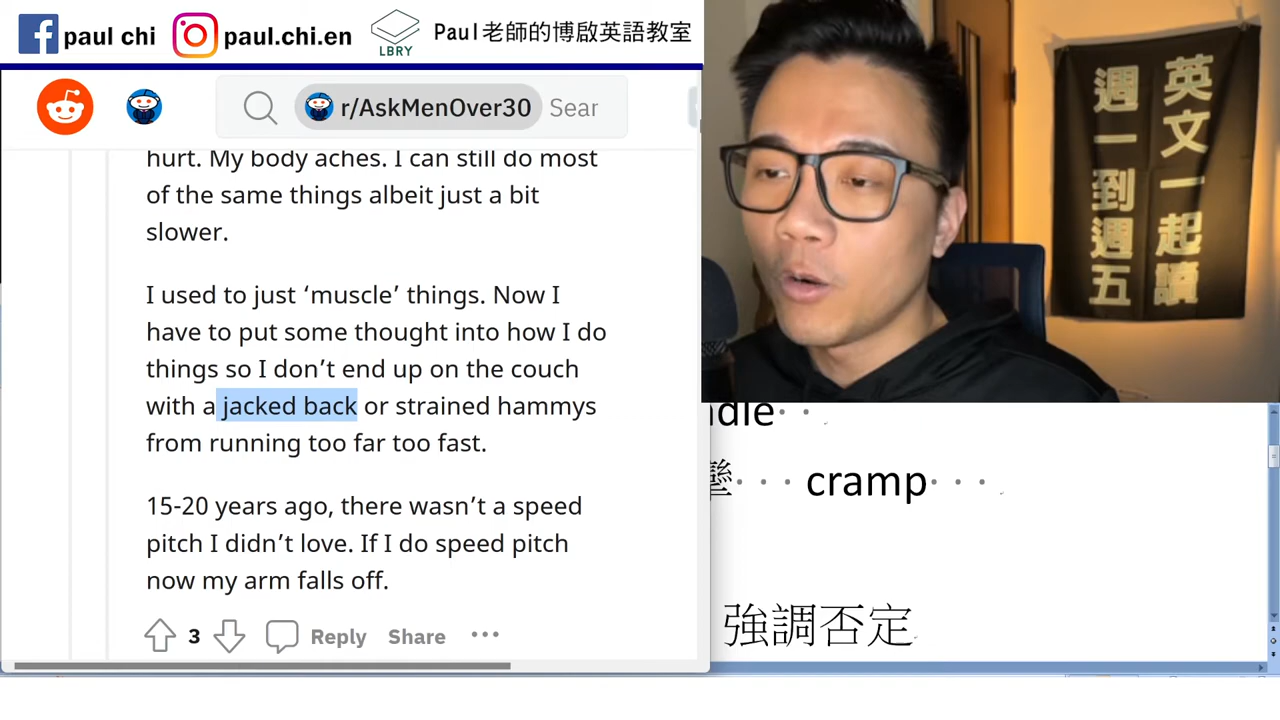 paul chi
paul.chi.en
LBRY
Paul老師的博啟英語教室
r/AskMenOver30
Sear
hurt. My body aches. I can still do most
of the same things albeit just a bit
slower.
I used to just ‘muscle’ things. Now I
have to put some thought into how I do
things so I don’t end up on the couch
with a jacked back or strained hammys
from running too far too fast.
15-20 years ago, there wasn’t a speed
pitch I didn’t love. If I do speed pitch
now my arm falls off.
3
Reply
Share
英文一起讀
週一到週五
cramp
強調否定